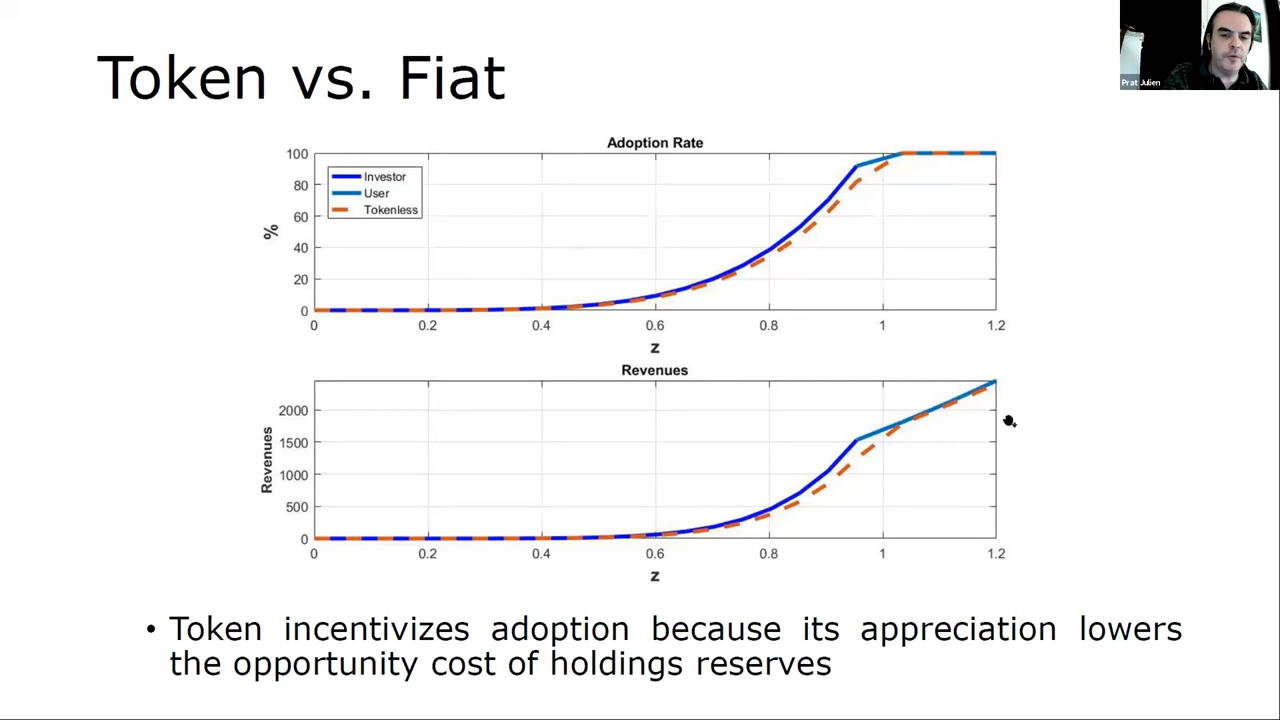 Token vs. Fiat
Prat Julien
Adoption Rate
Investor
User
Tokenless
%
100
80
60
40
20
0
0 0.2 0.4 0.6 0.8 1 1.2
z
Revenues
Revenues
2000
1500
1000
500
0
0 0.2 0.4 0.6 0.8 1 1.2
z
• Token incentivizes adoption because its appreciation lowers
the opportunity cost of holdings reserves